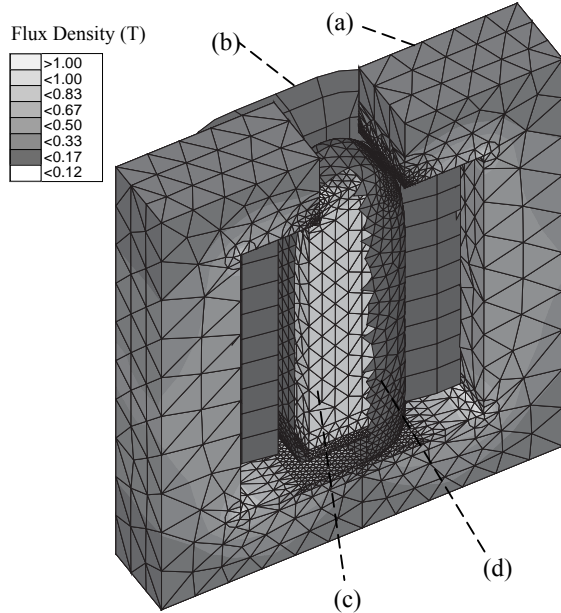 Flux Density (T)
>1.00
<1.00
<0.83
<0.67
<0.50
<0.33
<0.17
<0.12
(a)
(b)
(c)
(d)